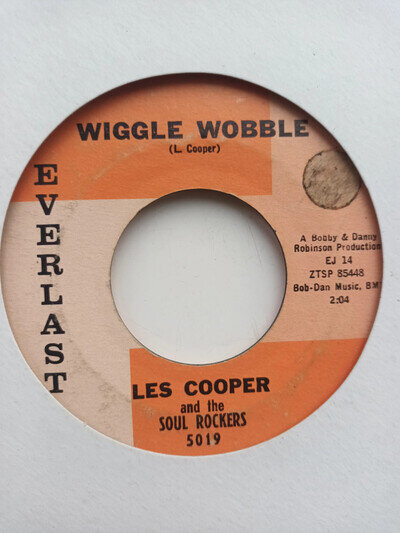 WIGGLE WOBBLE
(L. Cooper)
EVERLAST
A Bobby & Danny
Robinson Production
EJ 14
ZTSP 85448
Bob-Dan Music, BM
2:04
LES COOPER
and the
SOUL ROCKERS
5019